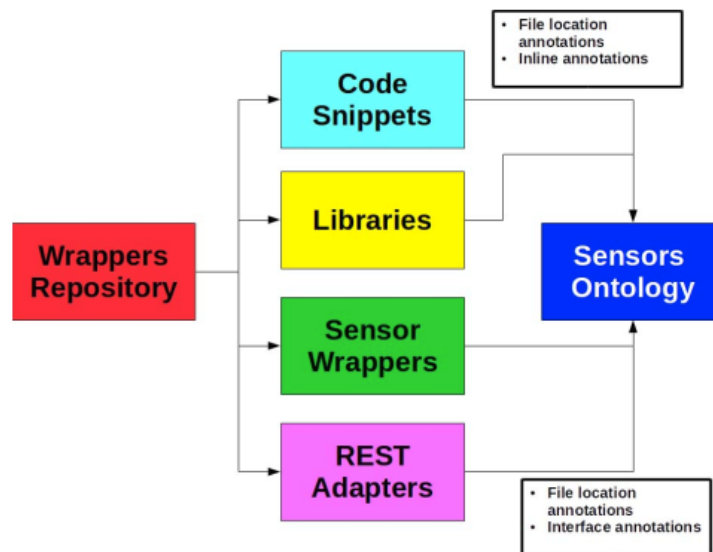 • File location
annotations
• Inline annotations
Code
Snippets
Libraries
Wrappers
Repository
Sensors
Ontology
Sensor
Wrappers
REST
Adapters
• File location
annotations
• Interface annotations